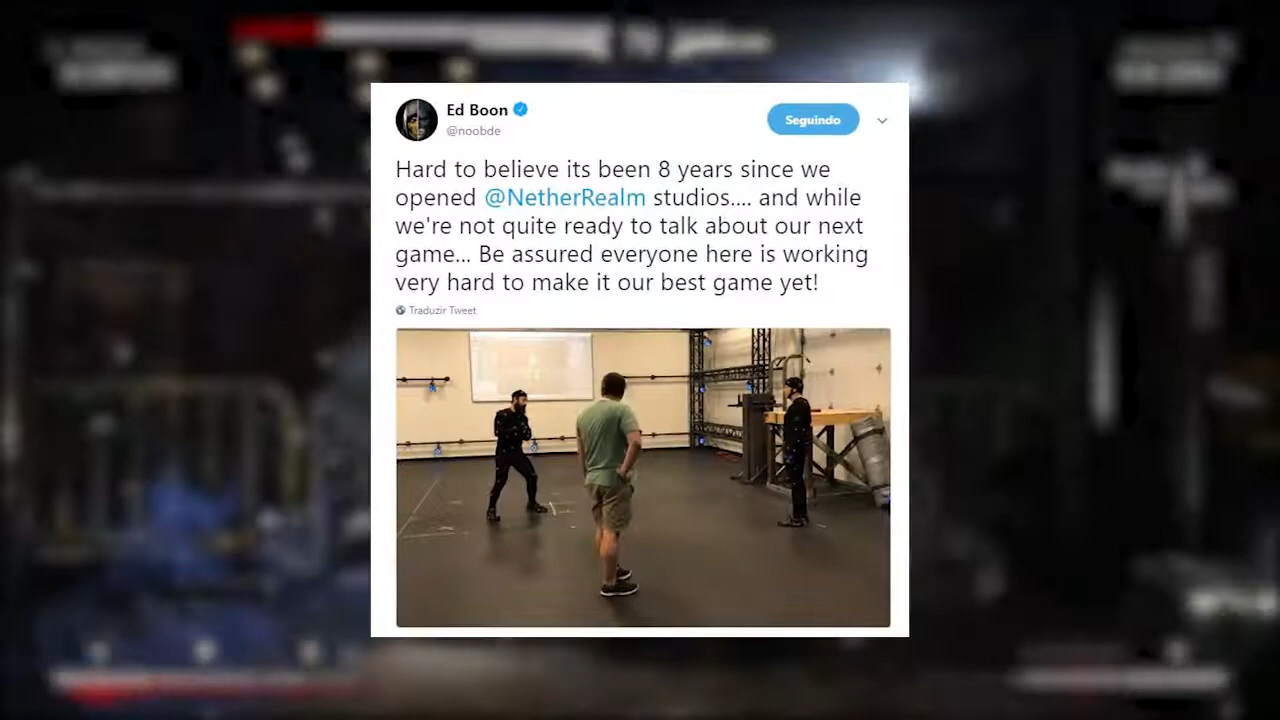 Ed Boon
@noobde
Seguindo
Hard to believe its been 8 years since we
opened @NetherRealm studios.... and while
we're not quite ready to talk about our next
game... Be assured everyone here is working
very hard to make it our best game yet!
Traduzir Tweet